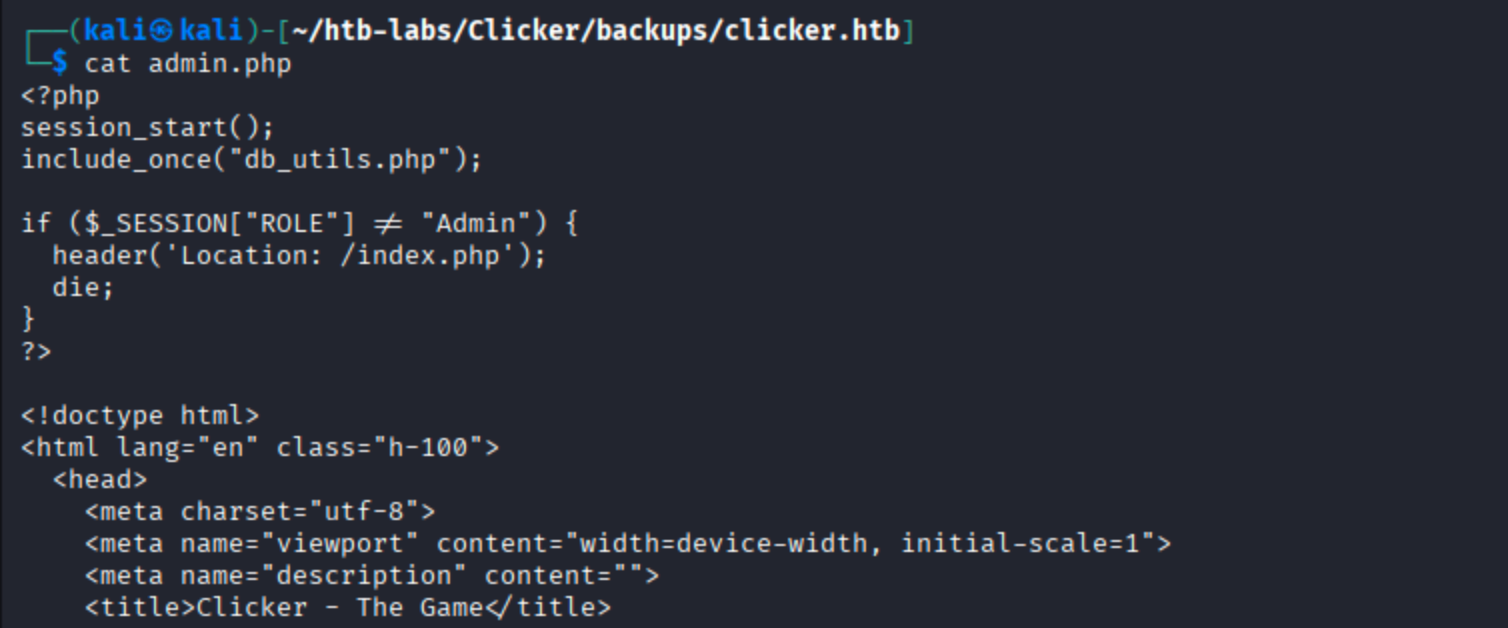 ┌──(kali㉿kali)-[~/htb-labs/Clicker/backups/clicker.htb]
└─$ cat admin.php
<?php
session_start();
include_once("db_utils.php");

if ($_SESSION["ROLE"] != "Admin") {
  header('Location: /index.php');
  die;
}
?>

<!doctype html>
<html lang="en" class="h-100">
  <head>
    <meta charset="utf-8">
    <meta name="viewport" content="width=device-width, initial-scale=1">
    <meta name="description" content="">
    <title>Clicker - The Game</title>